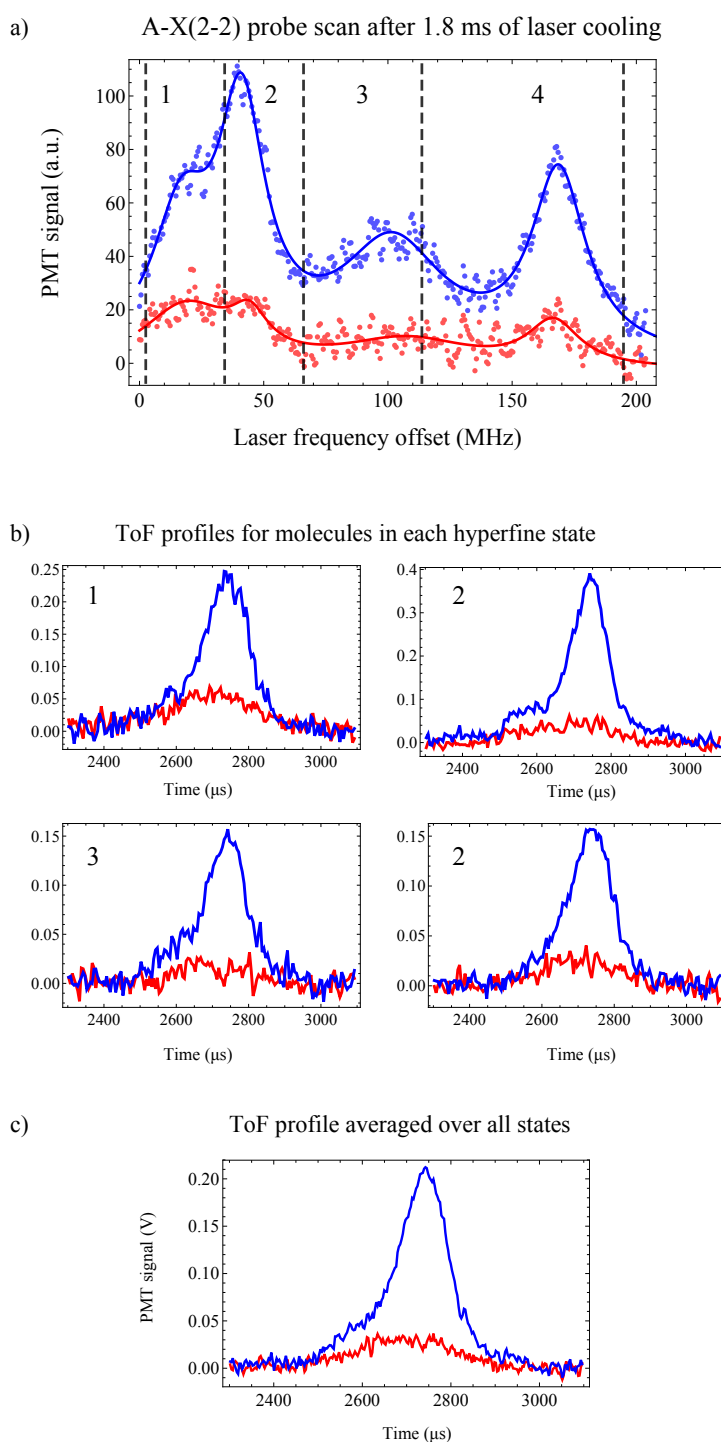 a) A-X(2-2) probe scan after 1.8 ms of laser cooling
1 2 3 4
100
80
60
40
20
0
PMT signal (a.u.)
0 50 100 150 200
Laser frequency offset (MHz)
b) ToF profiles for molecules in each hyperfine state
1
0.25
0.20
0.15
0.10
0.05
0.00
2400 2600 2800 3000
Time (μs)
2
0.4
0.3
0.2
0.1
0.0
2400 2600 2800 3000
Time (μs)
3
0.15
0.10
0.05
0.00
2400 2600 2800 3000
Time (μs)
2
0.15
0.10
0.05
0.00
2400 2600 2800 3000
Time (μs)
c) ToF profile averaged over all states
0.20
0.15
0.10
0.05
0.00
PMT signal (V)
2400 2600 2800 3000
Time (μs)